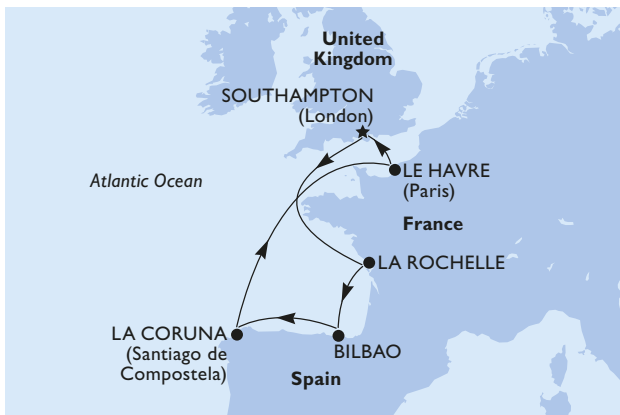 United
Kingdom
SOUTHAMPTON
(London)
LE HAVRE
(Paris)
Atlantic Ocean
France
LA ROCHELLE
LA CORUNA
(Santiago de
Compostela)
BILBAO
Spain